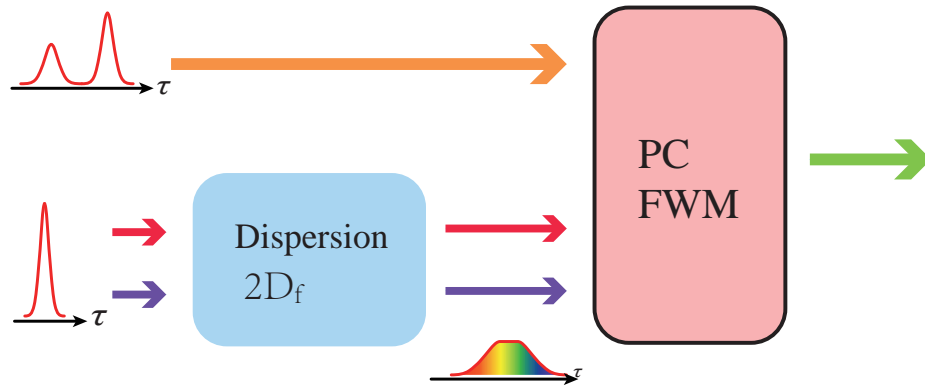 τ
PC
FWM
Dispersion
2D_f
τ
τ